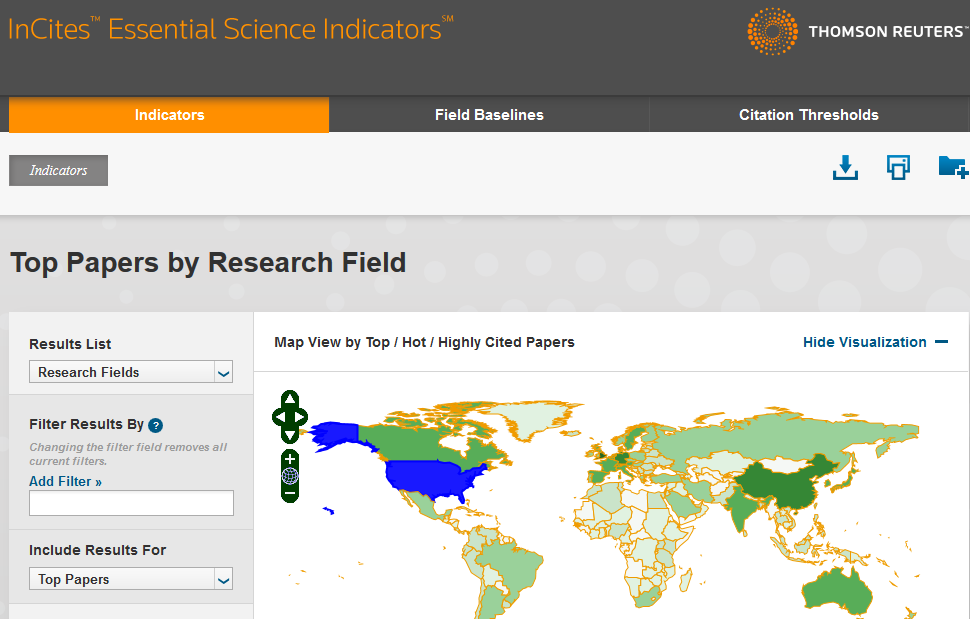 InCites™ Essential Science Indicators℠
THOMSON REUTERS™
Indicators
Field Baselines
Citation Thresholds
Indicators
Top Papers by Research Field
Results List
Research Fields
Map View by Top / Hot / Highly Cited Papers
Hide Visualization
Filter Results By ?
Changing the filter field removes all
current filters.
Add Filter »
Include Results For
Top Papers